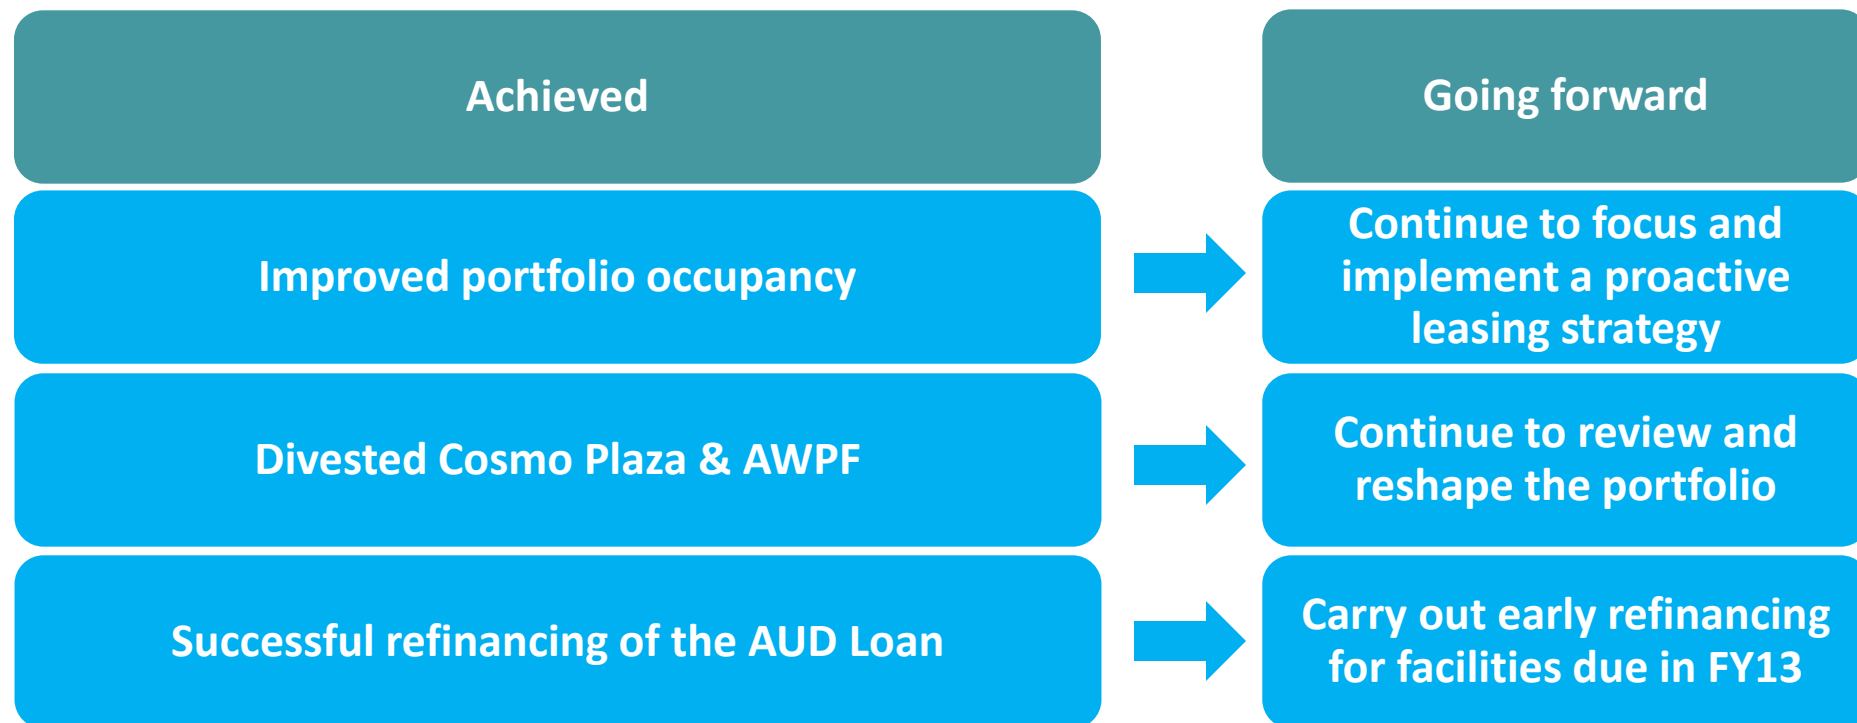 Achieved
Going forward
Improved portfolio occupancy
Continue to focus and
implement a proactive
leasing strategy
Divested Cosmo Plaza & AWPF
Continue to review and
reshape the portfolio
Successful refinancing of the AUD Loan
Carry out early refinancing
for facilities due in FY13